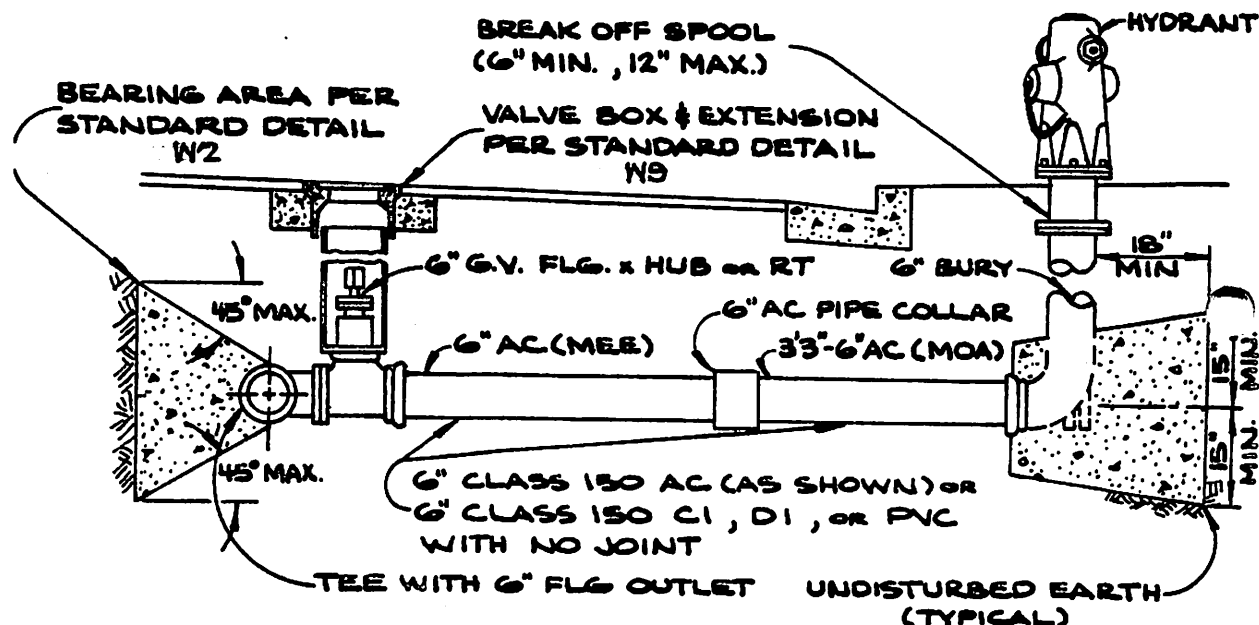 BREAK OFF SPOOL
(6" MIN. , 12" MAX.)
HYDRANT
BEARING AREA PER
STANDARD DETAIL
W2
VALVE BOX & EXTENSION
PER STANDARD DETAIL
W9
18"
MIN
6" G.V. FLG. x HUB OR RT
6" BURY
45° MAX.
6" AC PIPE COLLAR
6" AC (MEE)
3'3"-6" AC (MOA)
15"
MIN.
15"
MIN.
45° MAX.
6" CLASS 150 AC (AS SHOWN) OR
6" CLASS 150 CI , DI , OR PVC
WITH NO JOINT
TEE WITH 6" FLG OUTLET
UNDISTURBED EARTH
(TYPICAL)